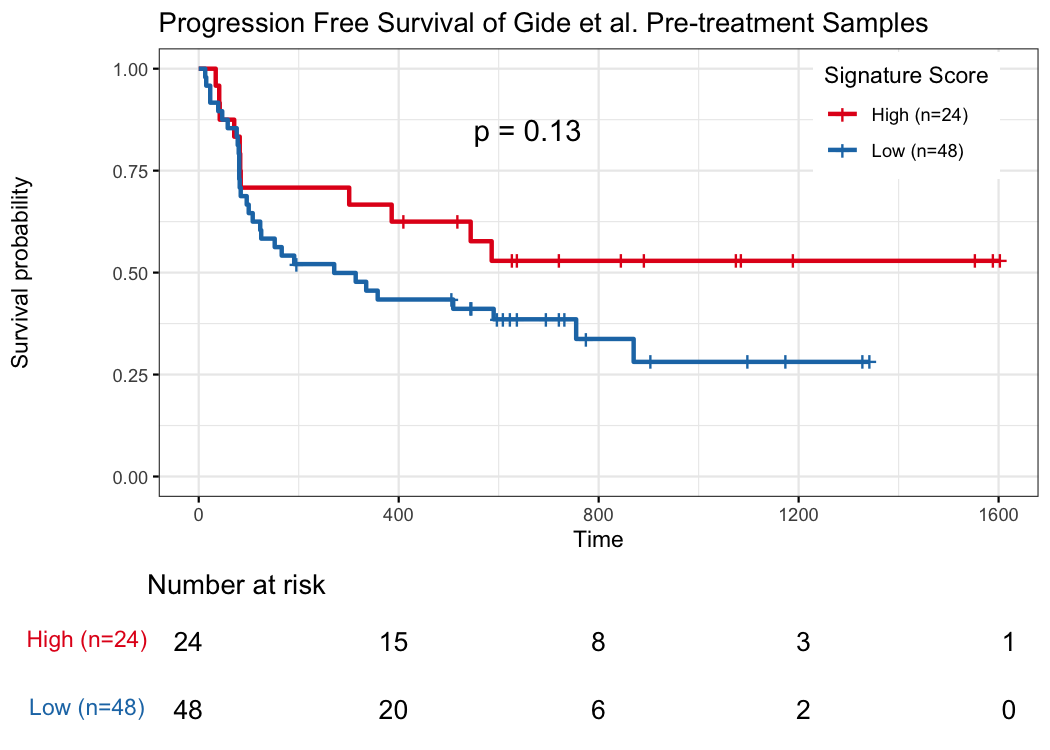 Progression Free Survival of Gide et al. Pre-treatment Samples
Survival probability
1.00
0.75
0.50
0.25
0.00
p = 0.13
Signature Score
High (n=24)
Low (n=48)
0 400 800 1200 1600
Time
Number at risk
High (n=24) 24 15 8 3 1
Low (n=48) 48 20 6 2 0